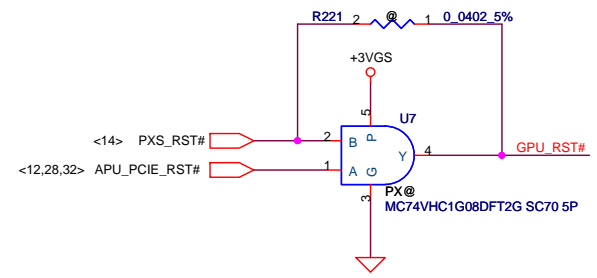 R221 2 @ 1 0_0402_5%
+3VGS
5
U7
<14> PXS_RST# 2 B P
Y 4 GPU_RST#
<12,28,32> APU_PCIE_RST# 1 A G
3
PX@
MC74VHC1G08DFT2G SC70 5P